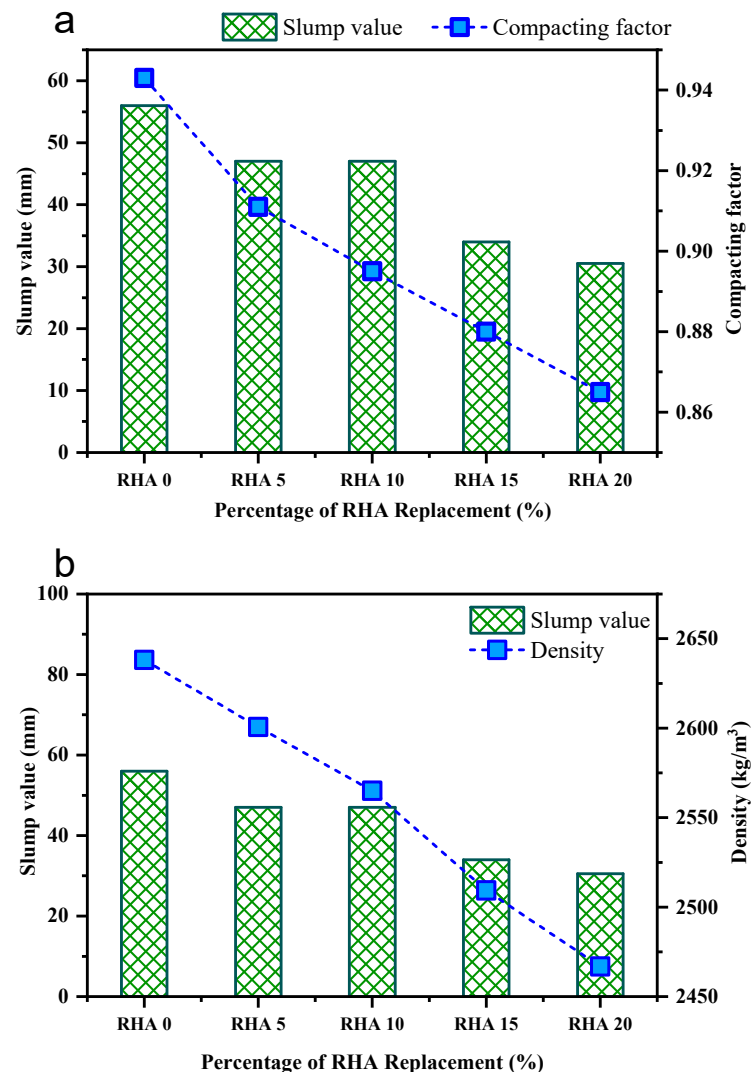 a
Slump value
Compacting factor
60
50
40
30
20
10
0
Slump value (mm)
0.94
0.92
0.90
0.88
0.86
Compacting factor
RHA 0
RHA 5
RHA 10
RHA 15
RHA 20
Percentage of RHA Replacement (%)
b
Slump value
Density
100
80
60
40
20
0
Slump value (mm)
2650
2600
2550
2500
2450
Density (kg/m³)
RHA 0
RHA 5
RHA 10
RHA 15
RHA 20
Percentage of RHA Replacement (%)